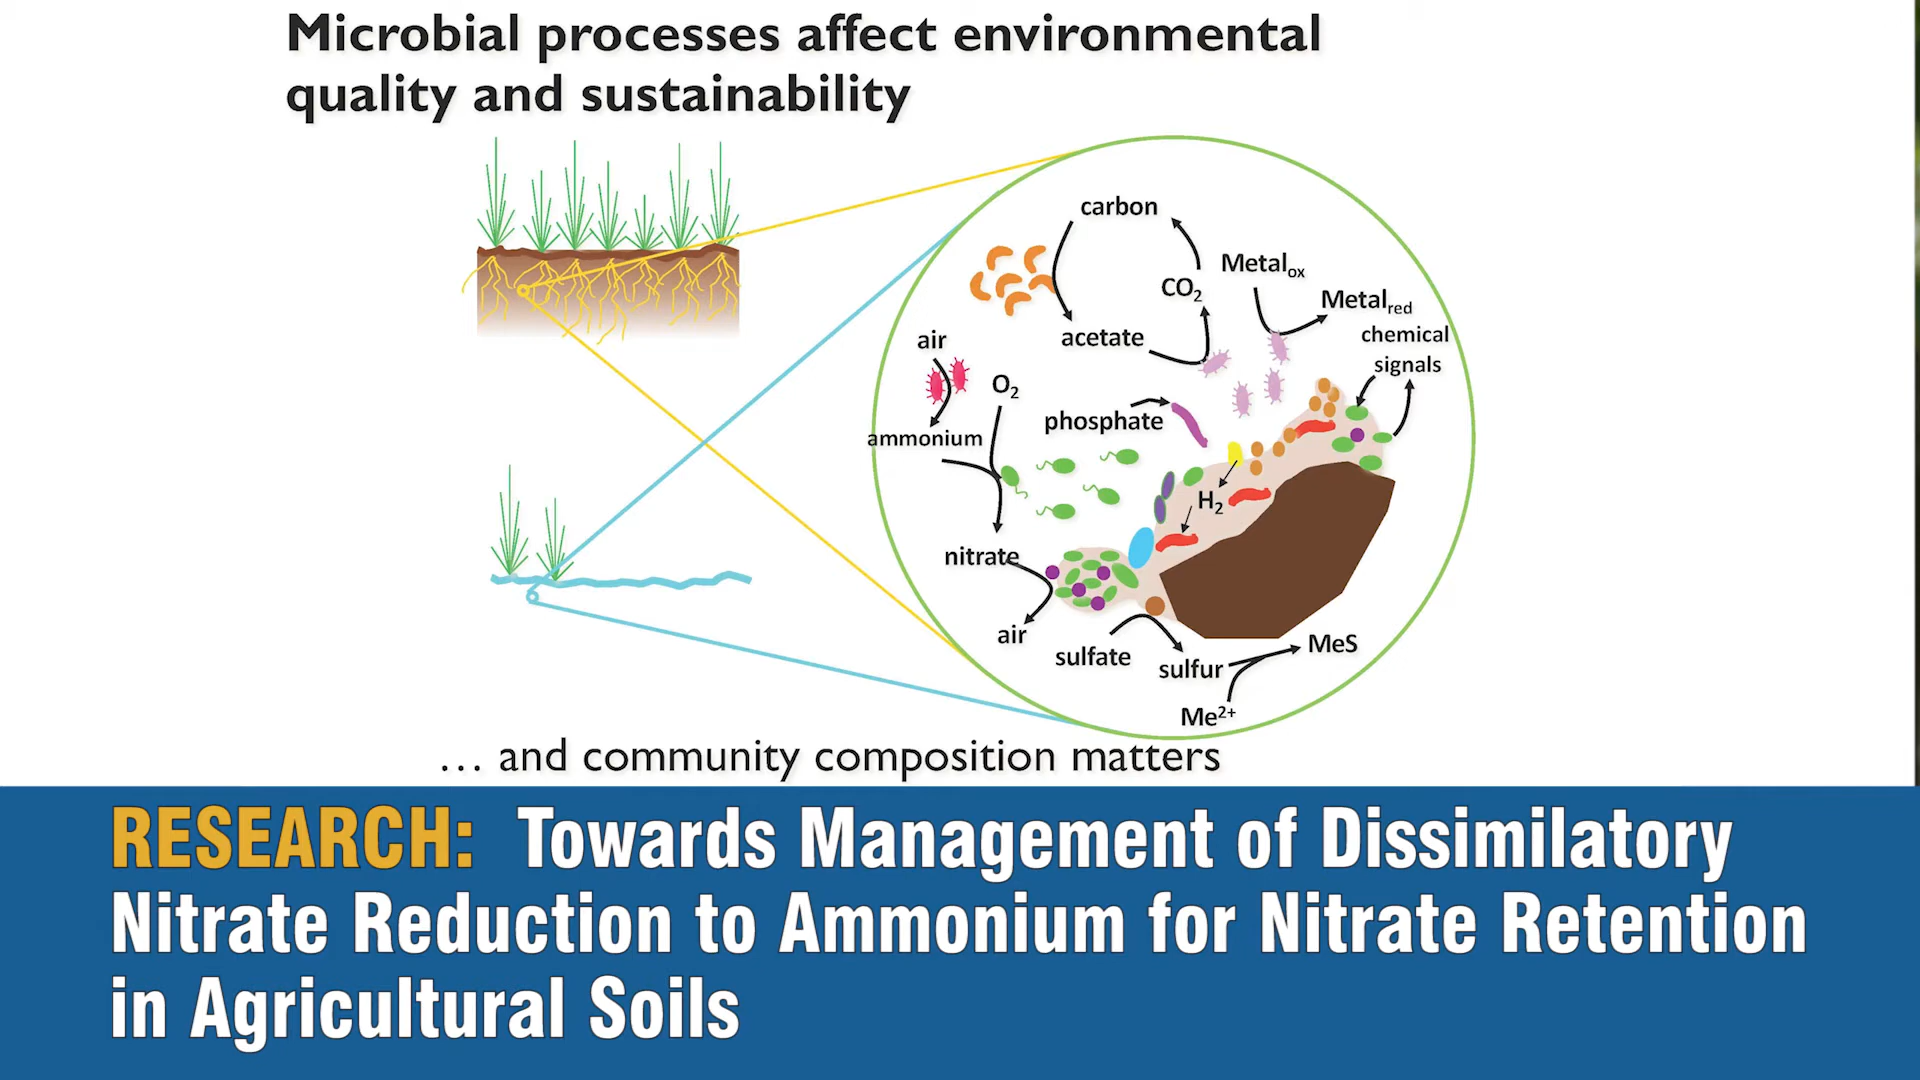 Microbial processes affect environmental
quality and sustainability
carbon
CO2
Metalox
Metalred
chemical
signals
acetate
air
O2
phosphate
ammonium
H2
nitrate
air
sulfate
sulfur
MeS
Me2+
… and community composition matters
RESEARCH: Towards Management of Dissimilatory
Nitrate Reduction to Ammonium for Nitrate Retention
in Agricultural Soils